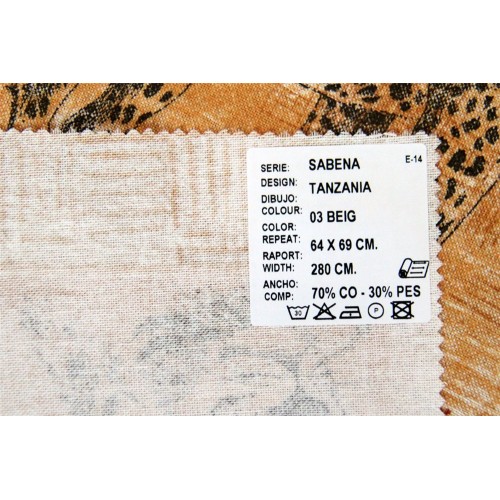 E-14
SERIE: SABENA
DESIGN: TANZANIA
DIBUJO:
COLOUR: 03 BEIG
COLOR:
REPEAT: 64 X 69 CM.
RAPORT:
WIDTH: 280 CM.
ANCHO:
COMP: 70% CO - 30% PES
30 P